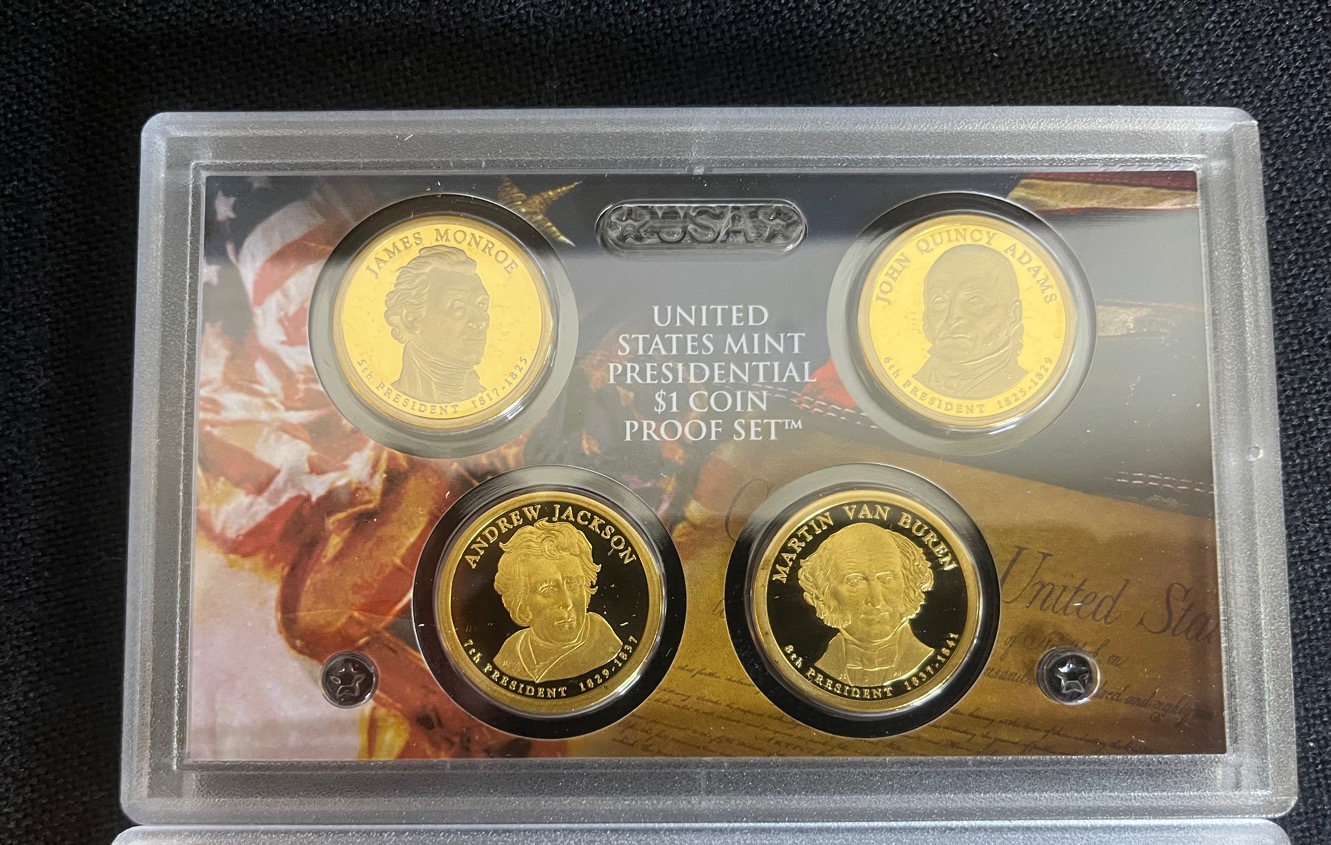 USA
JAMES MONROE
5th PRESIDENT 1817-1825
JOHN QUINCY ADAMS
6th PRESIDENT 1825-1829
UNITED
STATES MINT
PRESIDENTIAL
$1 COIN
PROOF SET™
ANDREW JACKSON
7th PRESIDENT 1829-1837
MARTIN VAN BUREN
8th PRESIDENT 1837-1841
United Sta